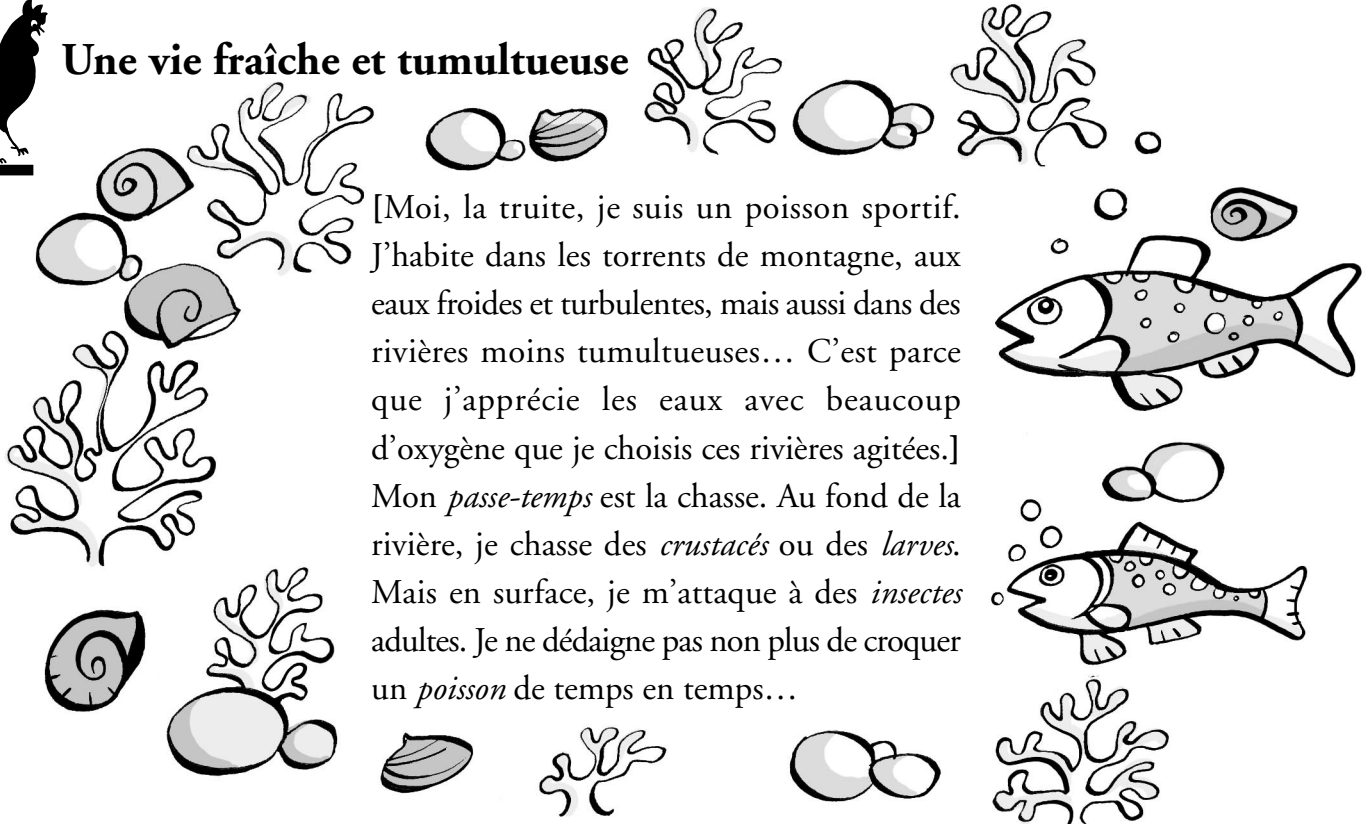 Une vie fraîche et tumultueuse
[Moi, la truite, je suis un poisson sportif.
J’habite dans les torrents de montagne, aux
eaux froides et turbulentes, mais aussi dans des
rivières moins tumultueuses… C’est parce
que j’apprécie les eaux avec beaucoup
d’oxygène que je choisis ces rivières agitées.]
Mon passe-temps est la chasse. Au fond de la
rivière, je chasse des crustacés ou des larves.
Mais en surface, je m’attaque à des insectes
adultes. Je ne dédaigne pas non plus de croquer
un poisson de temps en temps…